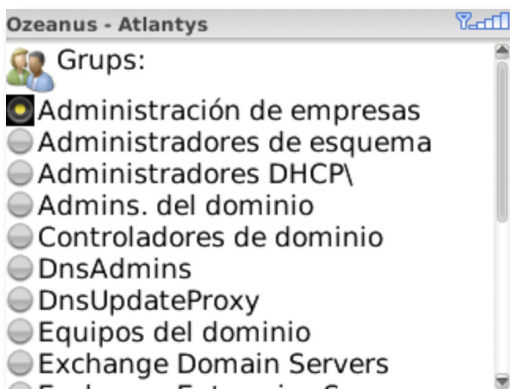 Ozeanus - Atlantys
Grups:
Administración de empresas
Administradores de esquema
Administradores DHCP\
Admins. del dominio
Controladores de dominio
DnsAdmins
DnsUpdateProxy
Equipos del dominio
Exchange Domain Servers